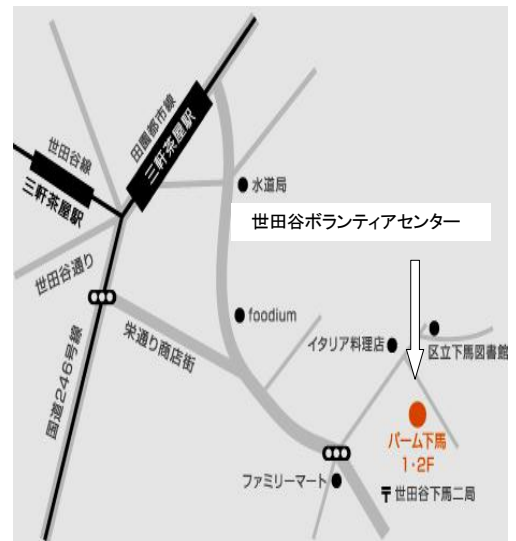 田園都市線
三軒茶屋駅
世田谷線
三軒茶屋駅
水道局
世田谷ボランティアセンター
世田谷通り
foodium
栄通り商店街
国道246号線
イタリア料理店
区立下馬図書館
パーム下馬
1・2F
ファミリーマート
〒世田谷下馬二局